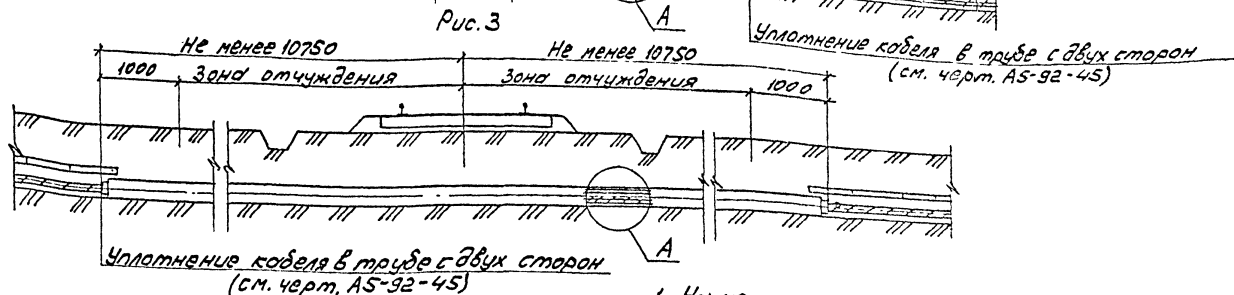 А
Рис. 3
Уплотнение кабеля в трубе с двух сторон
(см. черт. А5-92-45)
Не менее 10750
Не менее 10750
1000
Зона отчуждения
Зона отчуждения
1000
А
Уплотнение кабеля в трубе с двух сторон
(см. черт. А5-92-45)